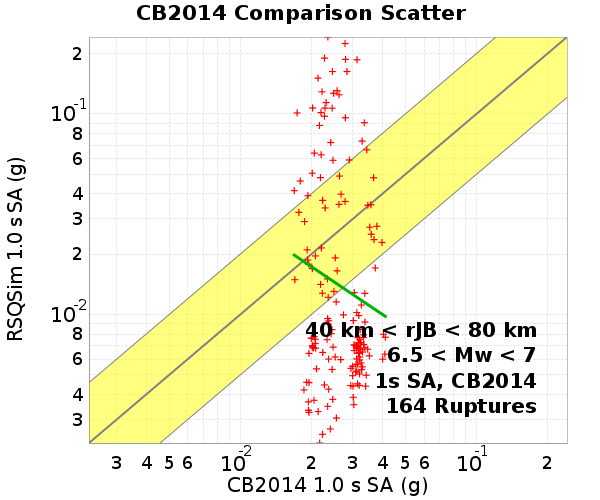 CB2014 Comparison Scatter
RSQSim 1.0 s SA (g)
2
10-1
8
6
4
3
2
10-2
8
6
4
3
40 km < rJB < 80 km
6.5 < Mw < 7
1s SA, CB2014
164 Ruptures
3 4 5 6 10-2 2 3 4 5 6 10-1 2
CB2014 1.0 s SA (g)